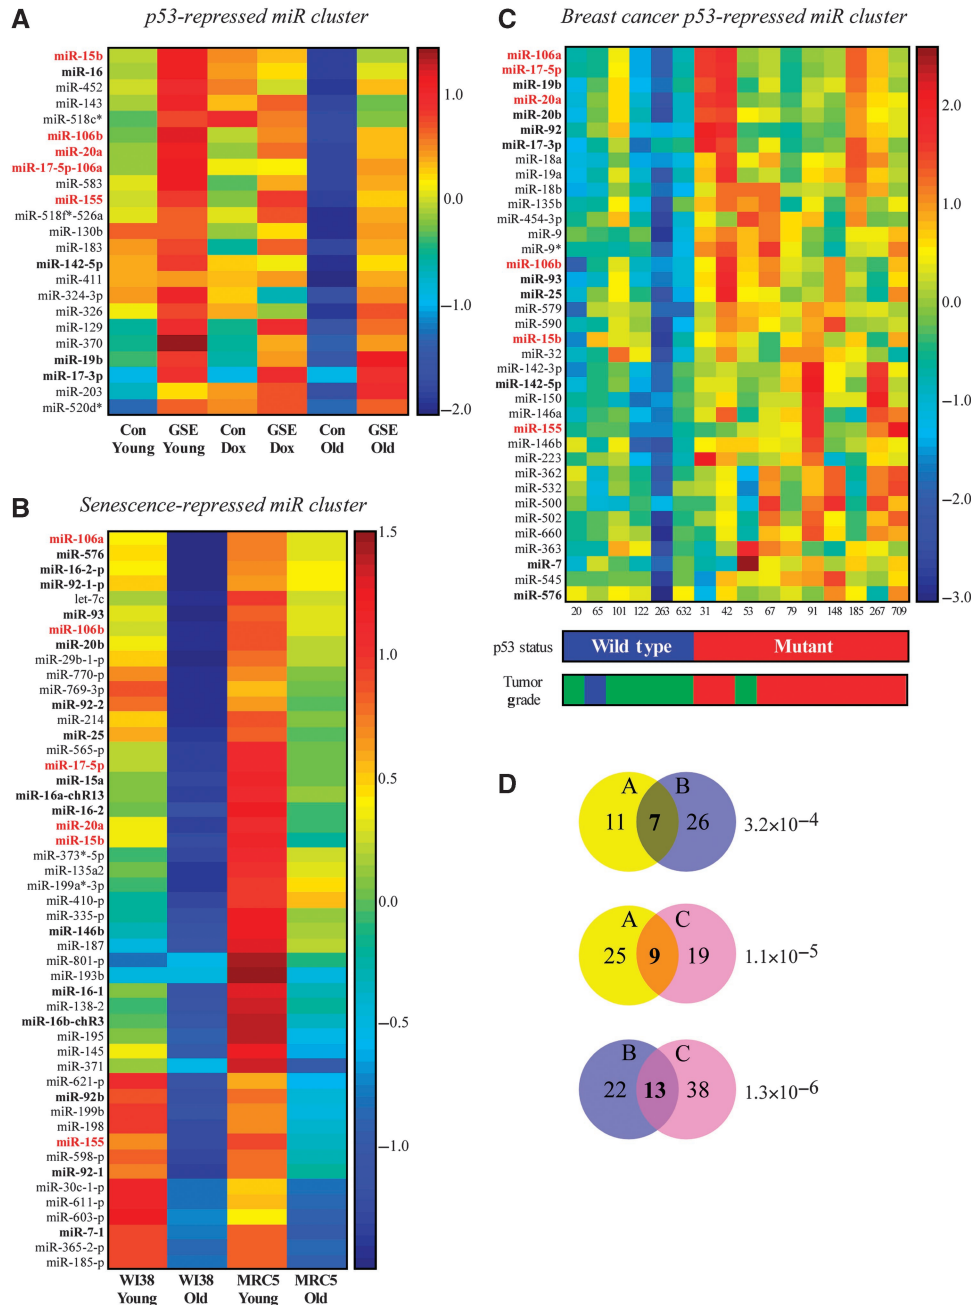 A
p53-repressed miR cluster
miR-15b
miR-16
miR-452
miR-143
miR-518c*
miR-106b
miR-20a
miR-17-5p-106a
miR-583
miR-155
miR-518f*-526a
miR-130b
miR-183
miR-142-5p
miR-411
miR-324-3p
miR-326
miR-129
miR-370
miR-19b
miR-17-3p
miR-203
miR-520d*
1.0
0.0
−1.0
−2.0
Con Young
GSE Young
Con Dox
GSE Dox
Con Old
GSE Old
B
Senescence-repressed miR cluster
miR-106a
miR-576
miR-16-2-p
miR-92-1-p
let-7c
miR-93
miR-106b
miR-20b
miR-29b-1-p
miR-770-p
miR-769-3p
miR-92-2
miR-214
miR-25
miR-565-p
miR-17-5p
miR-15a
miR-16a-chR13
miR-16-2
miR-20a
miR-15b
miR-373*-5p
miR-135a2
miR-199a*-3p
miR-410-p
miR-335-p
miR-146b
miR-187
miR-801-p
miR-193b
miR-16-1
miR-138-2
miR-16b-chR3
miR-195
miR-145
miR-371
miR-621-p
miR-92b
miR-199b
miR-198
miR-155
miR-598-p
miR-92-1
miR-30c-1-p
miR-611-p
miR-603-p
miR-7-1
miR-365-2-p
miR-185-p
1.5
1.0
0.5
0.0
−0.5
−1.0
WI38 Young
WI38 Old
MRC5 Young
MRC5 Old
C
Breast cancer p53-repressed miR cluster
miR-106a
miR-17-5p
miR-19b
miR-20a
miR-20b
miR-92
miR-17-3p
miR-18a
miR-19a
miR-18b
miR-135b
miR-454-3p
miR-9
miR-9*
miR-106b
miR-93
miR-25
miR-579
miR-590
miR-15b
miR-32
miR-142-3p
miR-142-5p
miR-150
miR-146a
miR-155
miR-146b
miR-223
miR-362
miR-532
miR-500
miR-502
miR-660
miR-363
miR-7
miR-545
miR-576
2.0
1.0
0.0
−1.0
−2.0
−3.0
20 65 101 122 263 632 31 42 53 67 79 91 148 185 267 709
p53 status
Wild type
Mutant
Tumor grade
D
A B
11 7 26
3.2×10−4
A C
25 9 19
1.1×10−5
B C
22 13 38
1.3×10−6